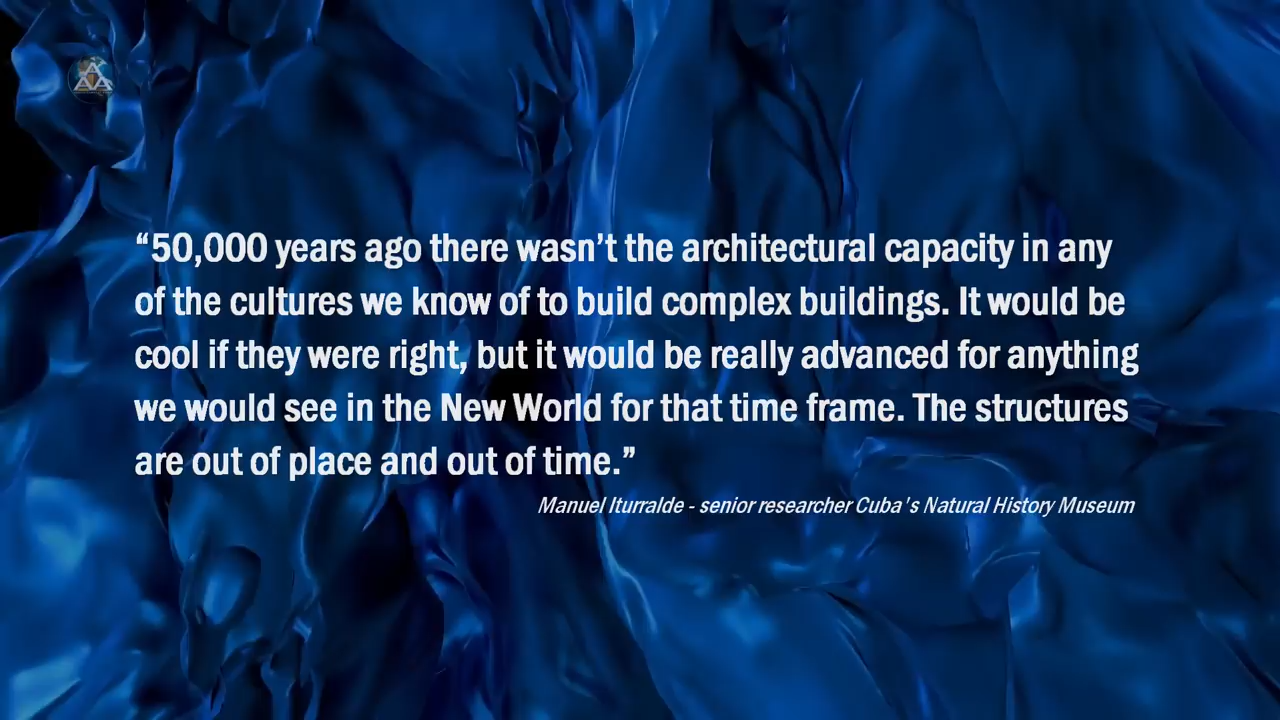 “50,000 years ago there wasn’t the architectural capacity in any
of the cultures we know of to build complex buildings. It would be
cool if they were right, but it would be really advanced for anything
we would see in the New World for that time frame. The structures
are out of place and out of time.”
Manuel Iturralde - senior researcher Cuba's Natural History Museum